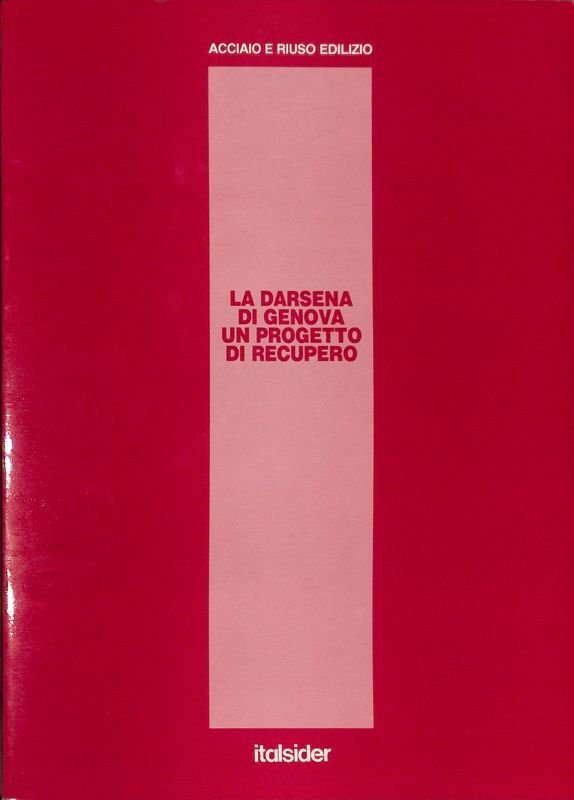 ACCIAIO E RIUSO EDILIZIO
LA DARSENA
DI GENOVA
UN PROGETTO
DI RECUPERO
italsider